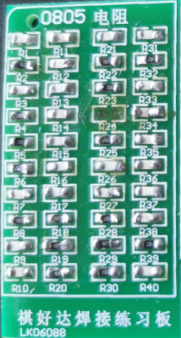 0805 电阻
R1 R11 R21 R31
R2 R12 R22 R32
R3 R13 R23 R33
R4 R14 R24 R34
R5 R15 R25 R35
R6 R16 R26 R36
R7 R17 R27 R37
R8 R18 R28 R38
R9 R19 R29 R39
R10 R20 R30 R40
棋好达焊接练习板
LK06088